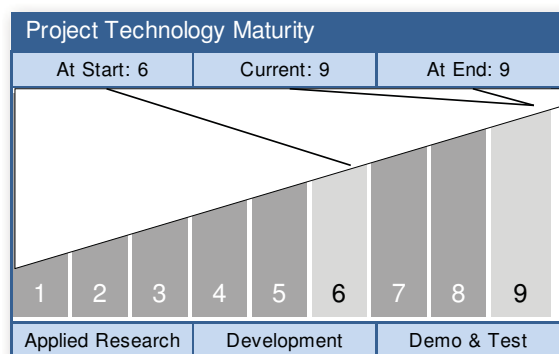 Project Technology Maturity
At Start: 6 Current: 9 At End: 9
1 2 3 4 5 6 7 8 9
Applied Research Development Demo & Test